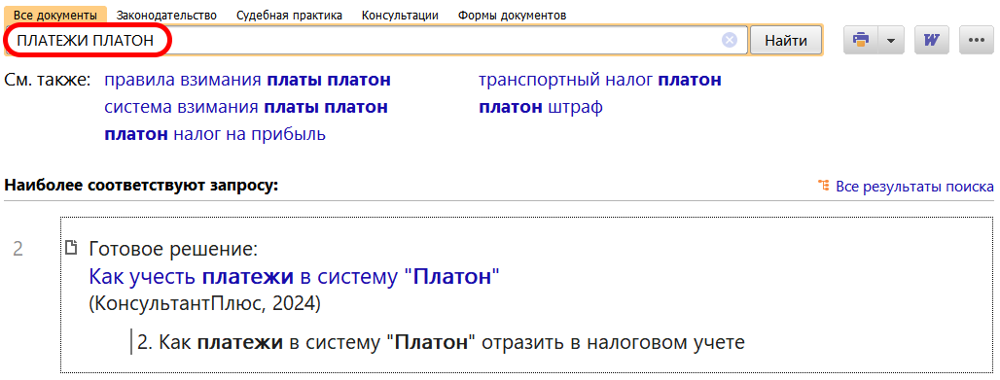 Все документы Законодательство Судебная практика Консультации Формы документов
ПЛАТЕЖИ ПЛАТОН Найти W
См. также: правила взимания платы платон транспортный налог платон
система взимания платы платон платон штраф
платон налог на прибыль
Наиболее соответствуют запросу: Все результаты поиска
2 Готовое решение:
Как учесть платежи в систему "Платон"
(КонсультантПлюс, 2024)
2. Как платежи в систему "Платон" отразить в налоговом учете